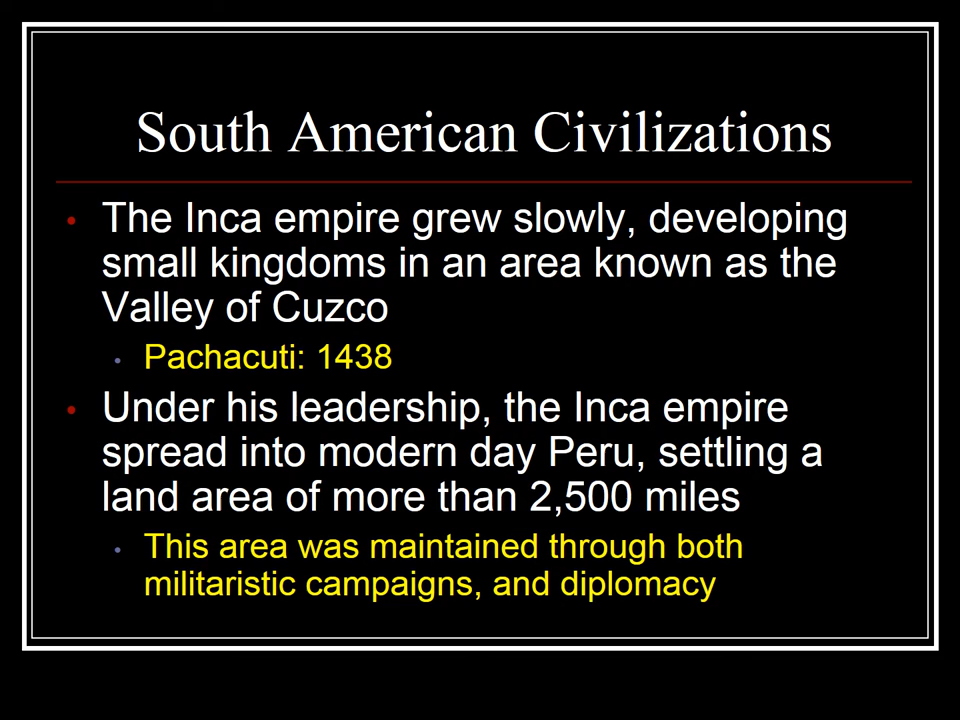 South American Civilizations
• The Inca empire grew slowly, developing
small kingdoms in an area known as the
Valley of Cuzco
• Pachacuti: 1438
• Under his leadership, the Inca empire
spread into modern day Peru, settling a
land area of more than 2,500 miles
• This area was maintained through both
militaristic campaigns, and diplomacy